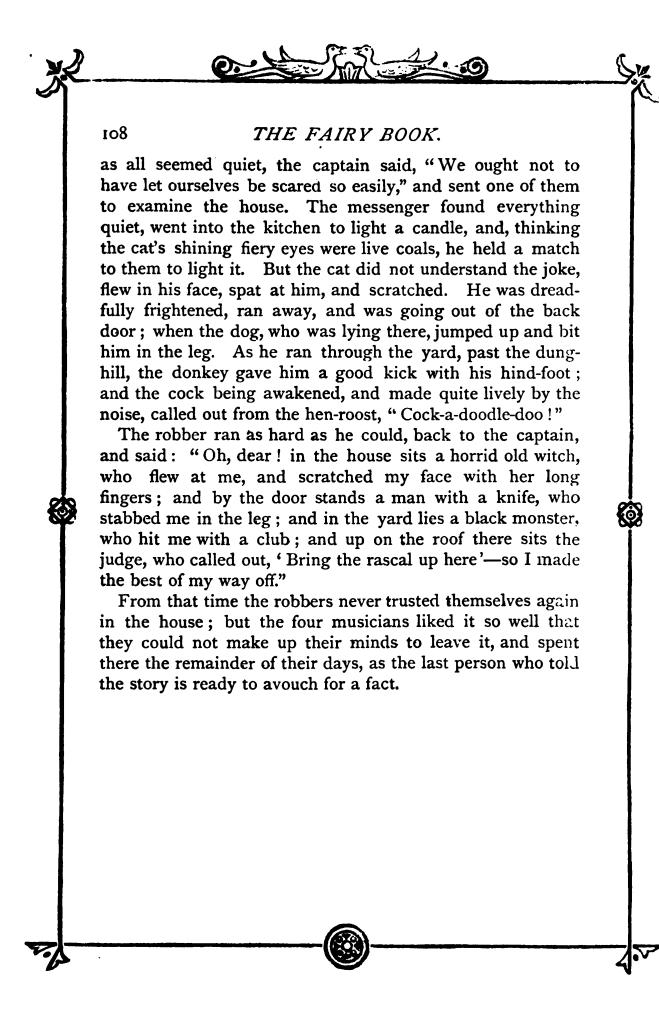 108 THE FAIRY BOOK.
as all seemed quiet, the captain said, “We ought not to
have let ourselves be scared so easily,” and sent one of them
to examine the house. The messenger found everything
quiet, went into the kitchen to light a candle, and, thinking
the cat’s shining fiery eyes were live coals, he held a match
to them to light it. But the cat did not understand the joke,
flew in his face, spat at him, and scratched. He was dread-
fully frightened, ran away, and was going out of the back
door; when the dog, who was lying there, jumped up and bit
him in the leg. As he ran through the yard, past the dung-
hill, the donkey gave him a good kick with his hind-foot;
and the cock being awakened, and made quite lively by the
noise, called out from the hen-roost, “Cock-a-doodle-doo!”
The robber ran as hard as he could, back to the captain,
and said: “Oh, dear! in the house sits a horrid old witch,
who flew at me, and scratched my face with her long
fingers; and by the door stands a man with a knife, who
stabbed me in the leg; and in the yard lies a black monster,
who hit me with a club; and up on the roof there sits the
judge, who called out, ‘Bring the rascal up here’—so I made
the best of my way off.”
From that time the robbers never trusted themselves again
in the house; but the four musicians liked it so well that
they could not make up their minds to leave it, and spent
there the remainder of their days, as the last person who told
the story is ready to avouch for a fact.